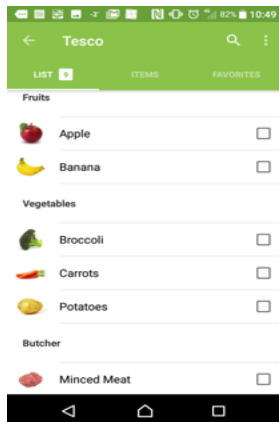 82% 10:49
Tesco
LIST 9 ITEMS FAVORITES
Fruits
Apple
Banana
Vegetables
Broccoli
Carrots
Potatoes
Butcher
Minced Meat